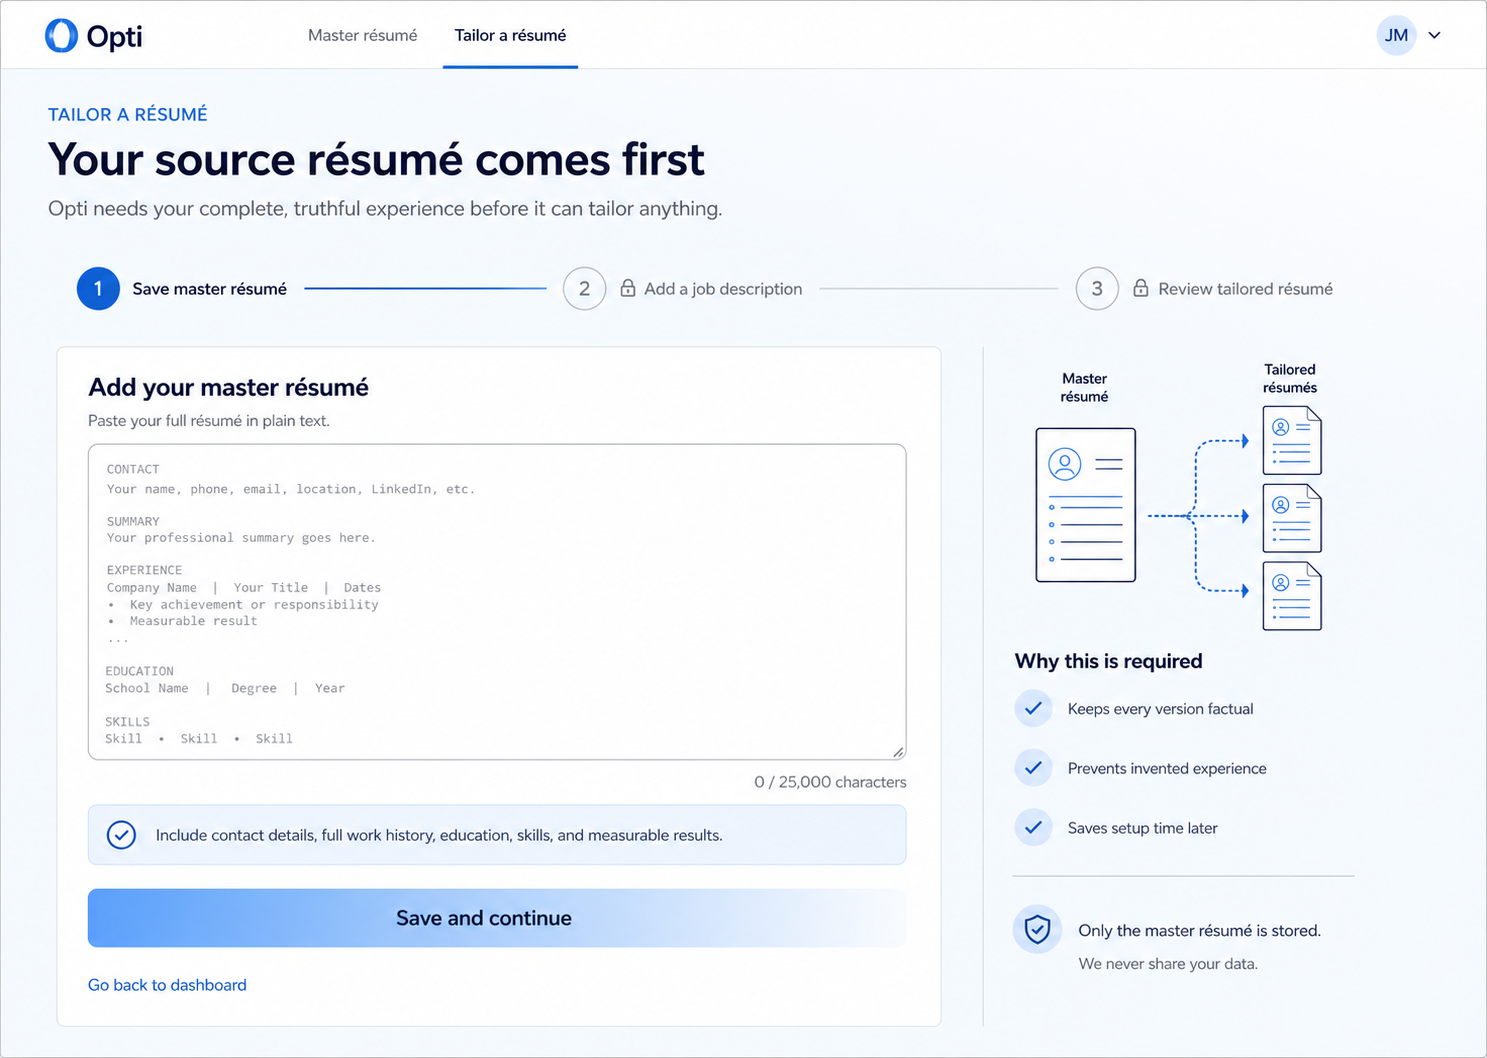 Opti
Master résumé
Tailor a résumé
JM
TAILOR A RÉSUMÉ
Your source résumé comes first
Opti needs your complete, truthful experience before it can tailor anything.
1
Save master résumé
2
Add a job description
3
Review tailored résumé
Add your master résumé
Paste your full résumé in plain text.
CONTACT
Your name, phone, email, location, LinkedIn, etc.
SUMMARY
Your professional summary goes here.
EXPERIENCE
Company Name | Your Title | Dates
• Key achievement or responsibility
• Measurable result
...
EDUCATION
School Name | Degree | Year
SKILLS
Skill • Skill • Skill
0 / 25,000 characters
Include contact details, full work history, education, skills, and measurable results.
Save and continue
Go back to dashboard
Master
résumé
Tailored
résumés
Why this is required
Keeps every version factual
Prevents invented experience
Saves setup time later
Only the master résumé is stored.
We never share your data.